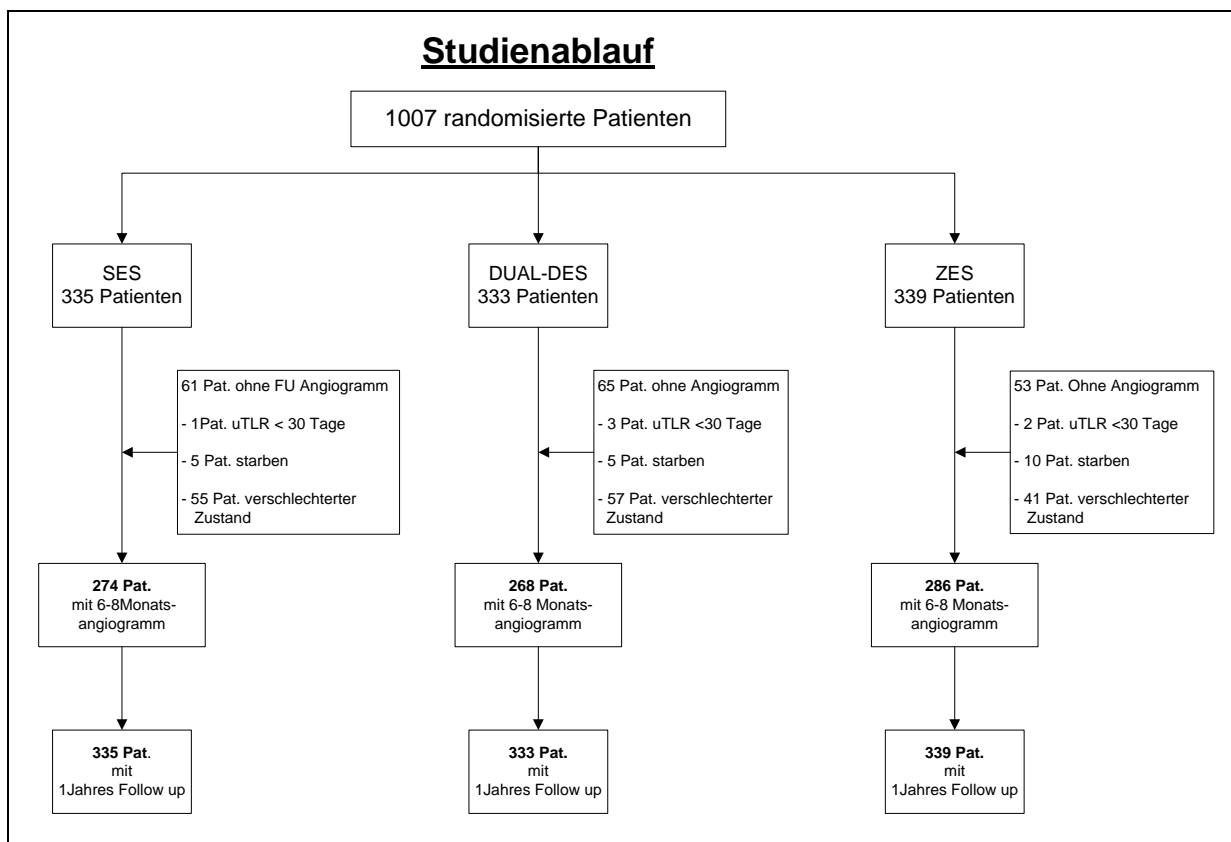 Studienablauf
1007 randomisierte Patienten
SES
335 Patienten
DUAL-DES
333 Patienten
ZES
339 Patienten
61 Pat. ohne FU Angiogramm
- 1Pat. uTLR < 30 Tage
- 5 Pat. starben
- 55 Pat. verschlechterter
Zustand
65 Pat. ohne Angiogramm
- 3 Pat. uTLR <30 Tage
- 5 Pat. starben
- 57 Pat. verschlechterter
Zustand
53 Pat. Ohne Angiogramm
- 2 Pat. uTLR <30 Tage
- 10 Pat. starben
- 41 Pat. verschlechterter
Zustand
274 Pat.
mit 6-8Monats-
angiogramm
268 Pat.
mit 6-8 Monats-
angiogramm
286 Pat.
mit 6-8 Monats-
angiogramm
335 Pat.
mit
1Jahres Follow up
333 Pat.
mit
1Jahres Follow up
339 Pat.
mit
1Jahres Follow up